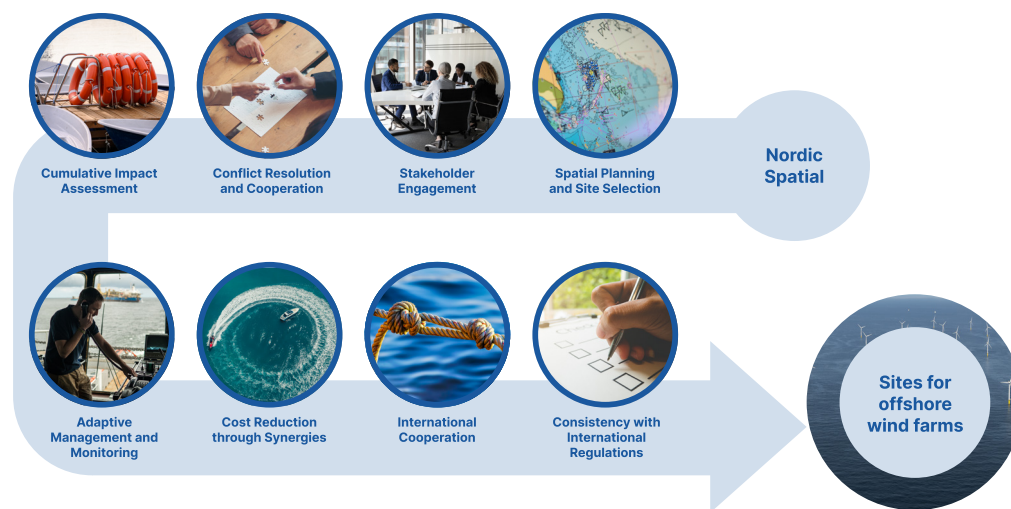 Nordic
Spatial
Cumulative Impact
Assessment
Conflict Resolution
and Cooperation
Stakeholder
Engagement
Spatial Planning
and Site Selection
Adaptive
Management and
Monitoring
Cost Reduction
through Synergies
International
Cooperation
Consistency with
International
Regulations
Sites for
offshore
wind farms